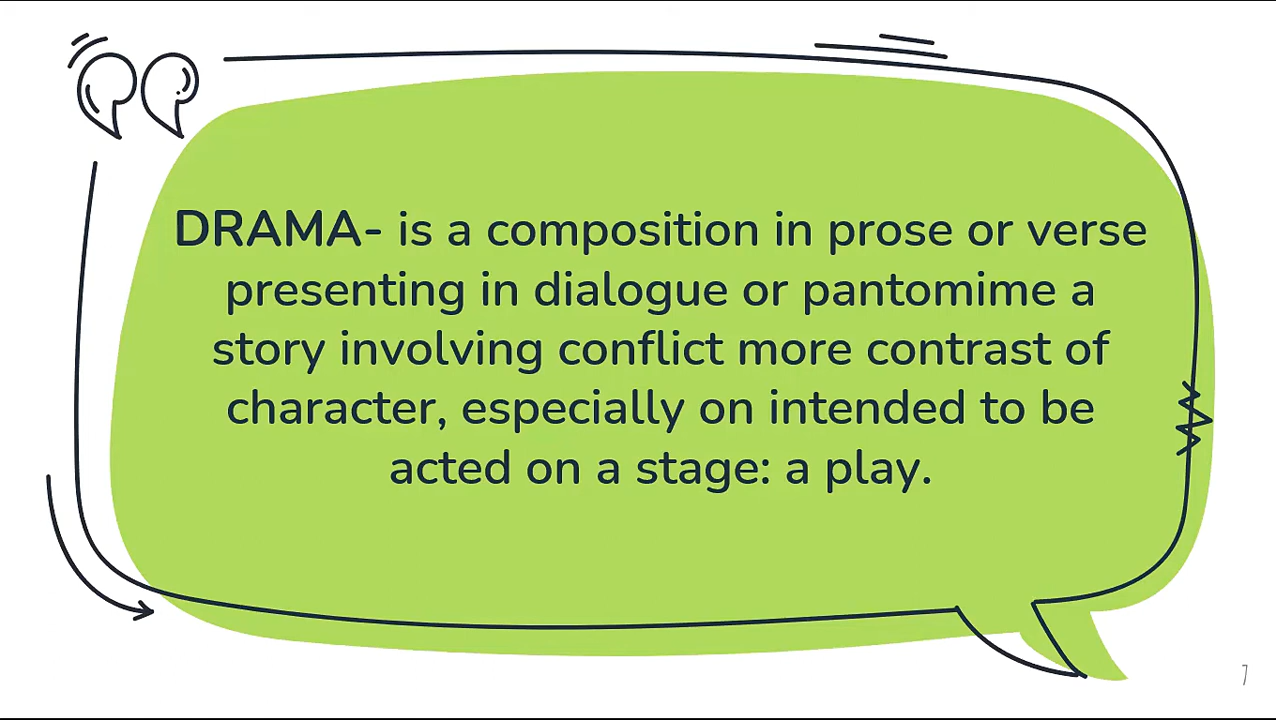 DRAMA- is a composition in prose or verse
presenting in dialogue or pantomime a
story involving conflict more contrast of
character, especially on intended to be
acted on a stage: a play.
7